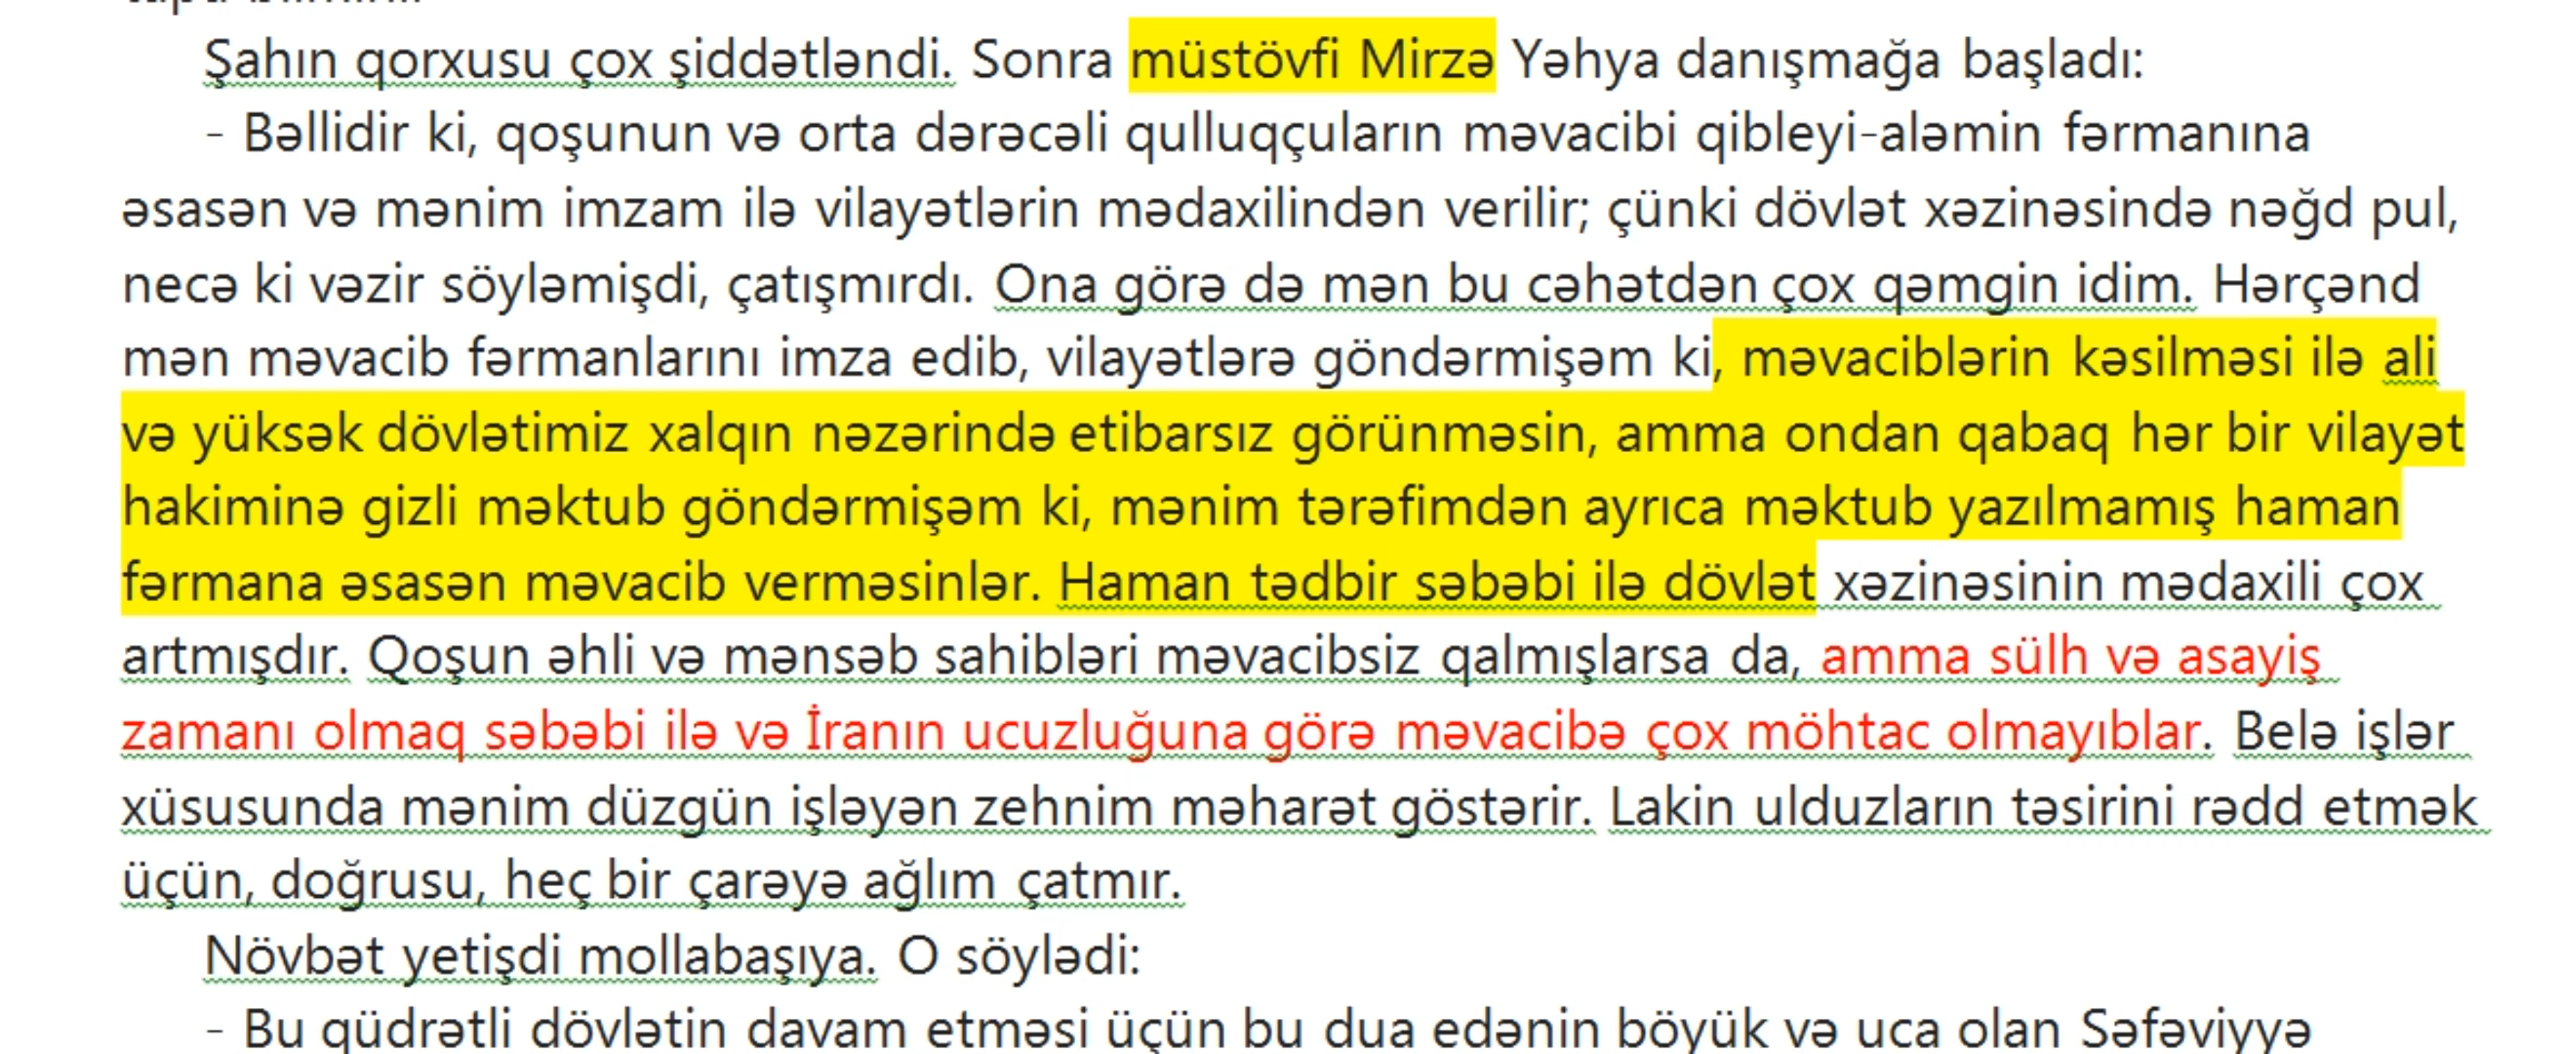 Şahın qorxusu çox şiddətləndi. Sonra müstövfi Mirzə Yəhya danışmağa başladı:
- Bəllidir ki, qoşunun və orta dərəcəli qulluqçuların məvacibi qibleyi-aləmin fərmanına
əsasən və mənim imzam ilə vilayətlərin mədaxilindən verilir; çünki dövlət xəzinəsində nəğd pul,
necə ki vəzir söyləmişdi, çatışmırdı. Ona görə də mən bu cəhətdən çox qəmgin idim. Hərçənd
mən məvacib fərmanlarını imza edib, vilayətlərə göndərmişəm ki, məvaciblərin kəsilməsi ilə ali
və yüksək dövlətimiz xalqın nəzərində etibarsız görünməsin, amma ondan qabaq hər bir vilayət
hakiminə gizli məktub göndərmişəm ki, mənim tərəfimdən ayrıca məktub yazılmamış haman
fərmana əsasən məvacib verməsinlər. Haman tədbir səbəbi ilə dövlət xəzinəsinin mədaxili çox
artmışdır. Qoşun əhli və mənsəb sahibləri məvacibsiz qalmışlarsa da, amma sülh və asayiş
zamanı olmaq səbəbi ilə və İranın ucuzluğuna görə məvacibə çox möhtac olmayıblar. Belə işlər
xüsusunda mənim düzgün işləyən zehnim məharət göstərir. Lakin ulduzların təsirini rədd etmək
üçün, doğrusu, heç bir çarəyə ağlım çatmır.
Növbət yetişdi mollabaşıya. O söylədi:
- Bu qüdrətli dövlətin davam etməsi üçün bu dua edənin böyük və uca olan Səfəviyyə